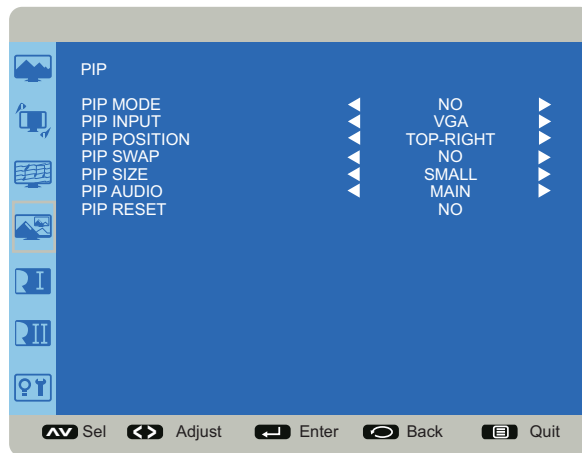 PIP
PIP MODE NO
PIP INPUT VGA
PIP POSITION TOP-RIGHT
PIP SWAP NO
PIP SIZE SMALL
PIP AUDIO MAIN
PIP RESET NO
I
II
Sel Adjust Enter Back Quit